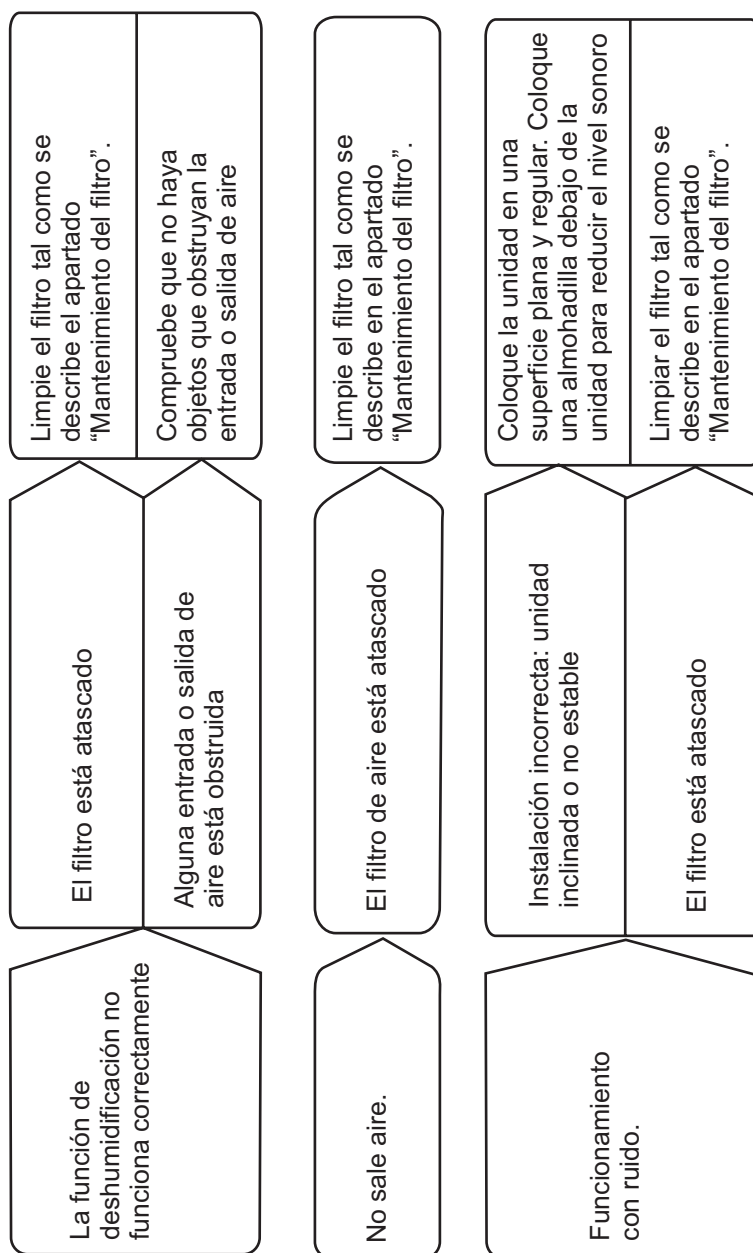 La función de
deshumidificación no
funciona correctamente
El filtro está atascado
Limpie el filtro tal como se
describe el apartado
“Mantenimiento del filtro”.
Alguna entrada o salida de
aire está obstruida
Compruebe que no haya
objetos que obstruyan la
entrada o salida de aire
No sale aire.
El filtro de aire está atascado
Limpie el filtro tal como se
describe en el apartado
“Mantenimiento del filtro”.
Funcionamiento
con ruido.
Instalación incorrecta: unidad
inclinada o no estable
Coloque la unidad en una
superficie plana y regular. Coloque
una almohadilla debajo de la
unidad para reducir el nivel sonoro
El filtro está atascado
Limpiar el filtro tal como se
describe en el apartado
“Mantenimiento del filtro”.